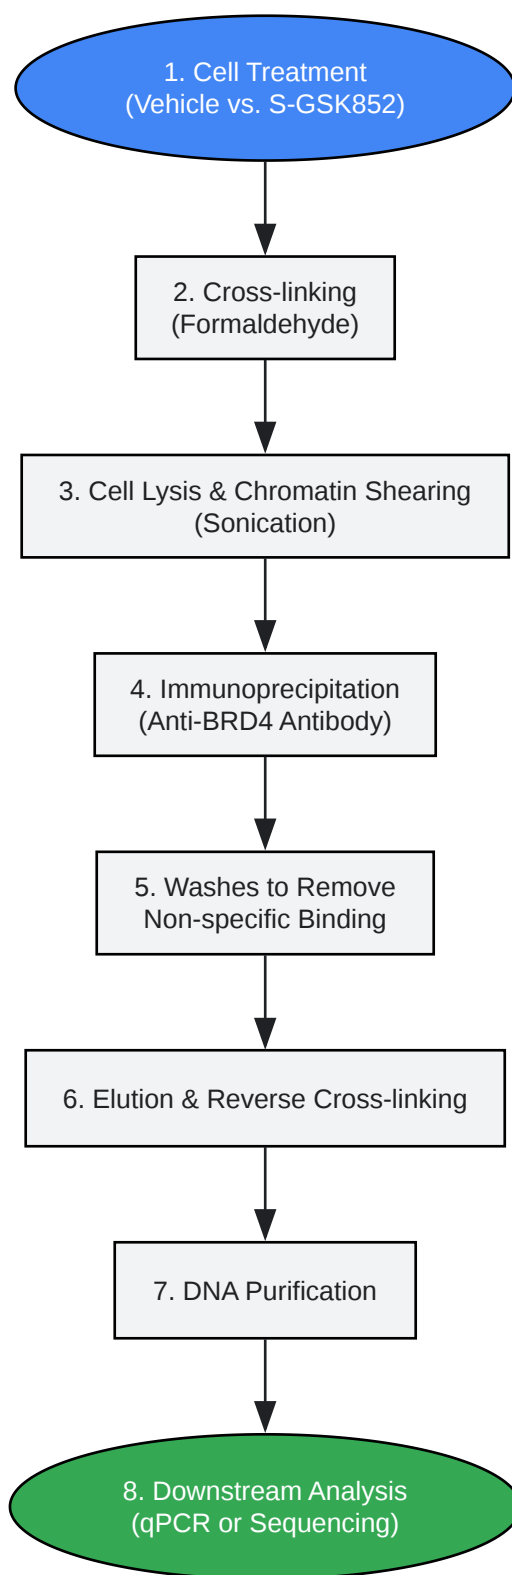 1. Cell Treatment
(Vehicle vs. S-GSK852)
2. Cross-linking
(Formaldehyde)
3. Cell Lysis & Chromatin Shearing
(Sonication)
4. Immunoprecipitation
(Anti-BRD4 Antibody)
5. Washes to Remove
Non-specific Binding
6. Elution & Reverse Cross-linking
7. DNA Purification
8. Downstream Analysis
(qPCR or Sequencing)